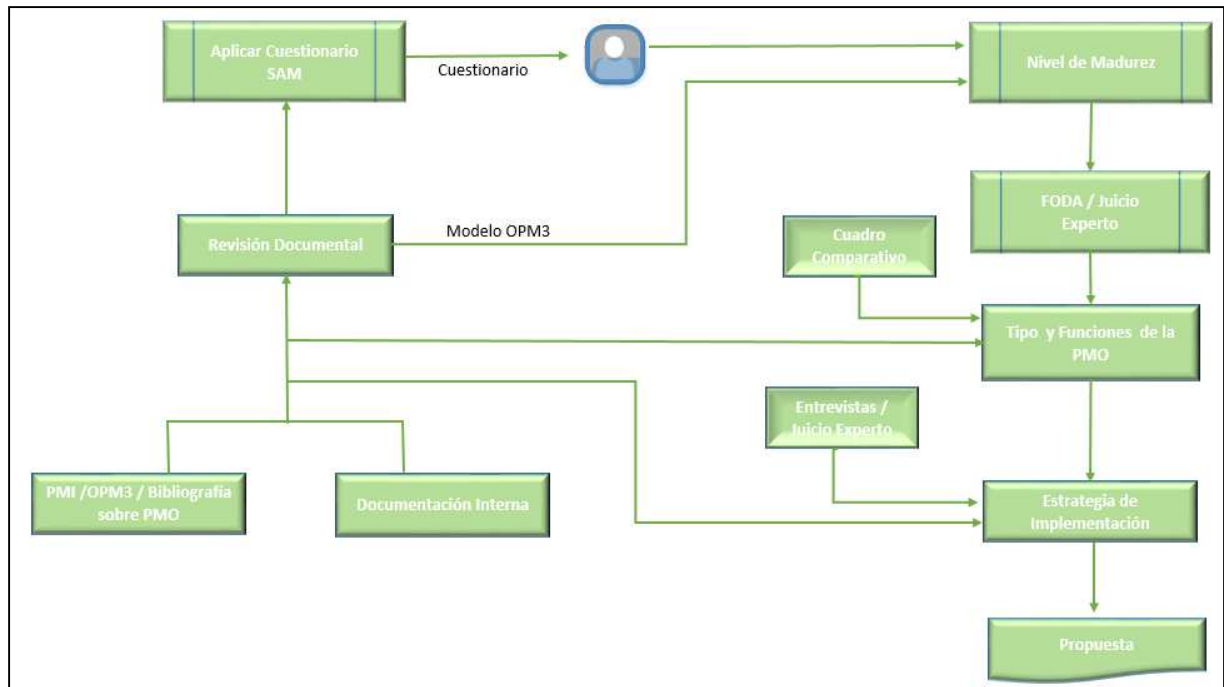 Aplicar Cuestionario
SAM
Cuestionario
Nivel de Madurez
FODA / Juicio
Experto
Revisión Documental
Modelo OPM3
Cuadro
Comparativo
Tipo y Funciones de la
PMO
Entrevistas /
Juicio Experto
PMI /OPM3 / Bibliografía
sobre PMO
Documentación Interna
Estrategia de
Implementación
Propuesta